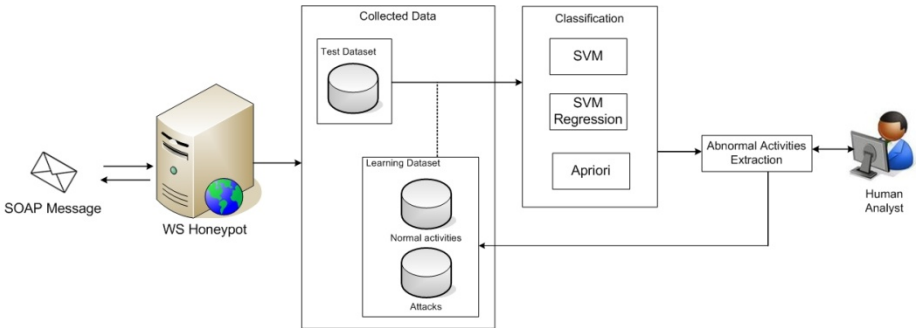 SOAP Message
WS Honeypot
Collected Data
Test Dataset
Learning Dataset
Normal activities
Attacks
Classification
SVM
SVM
Regression
Apriori
Abnormal Activities
Extraction
Human
Analyst